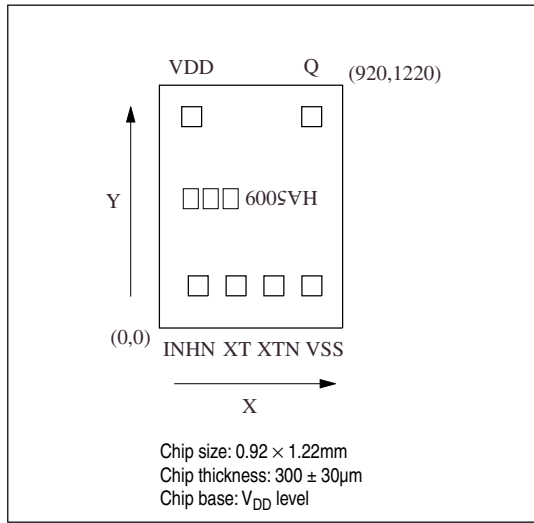 VDD Q (920,1220)
Y
HA5009
(0,0)
INHN XT XTN VSS
X
Chip size: 0.92 × 1.22mm
Chip thickness: 300 ± 30μm
Chip base: VDD level